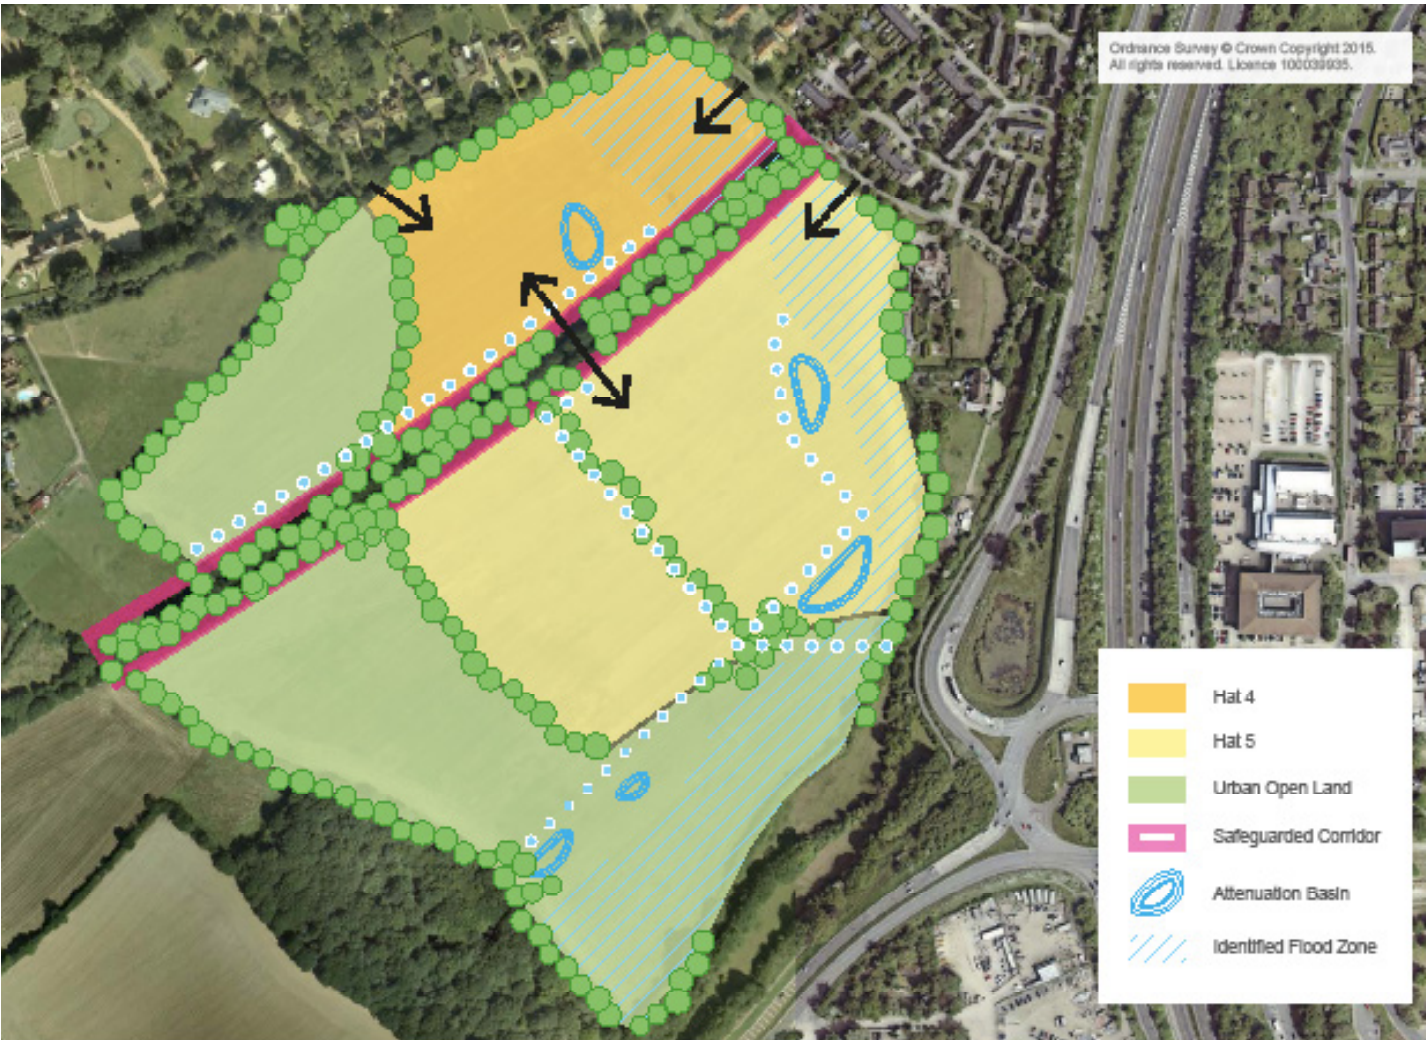 Ordnance Survey © Crown Copyright 2015.
All rights reserved. Licence 100039935.
Hat 4
Hat 5
Urban Open Land
Safeguarded Corridor
Attenuation Basin
Identified Flood Zone